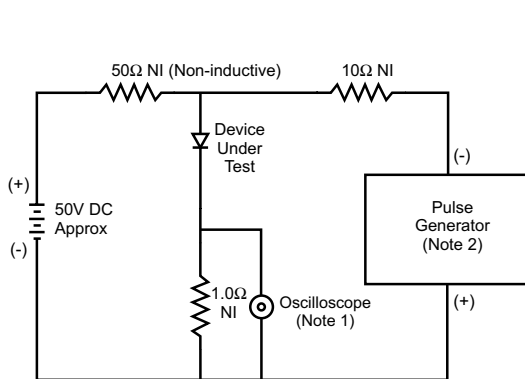 50Ω NI (Non-inductive)
10Ω NI
Device
Under
Test
(-)
(+)
50V DC
Approx
(-)
Pulse
Generator
(Note 2)
1.0Ω
NI
Oscilloscope
(Note 1)
(+)